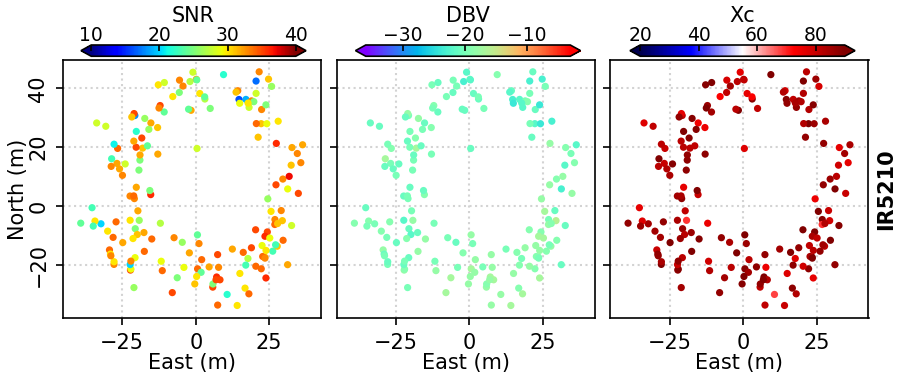 SNR DBV Xc
10 20 30 40 −30 −20 −10 20 40 60 80
40
20
0
−20
North (m)
IR5210
−25 0 25 −25 0 25 −25 0 25
East (m) East (m) East (m)